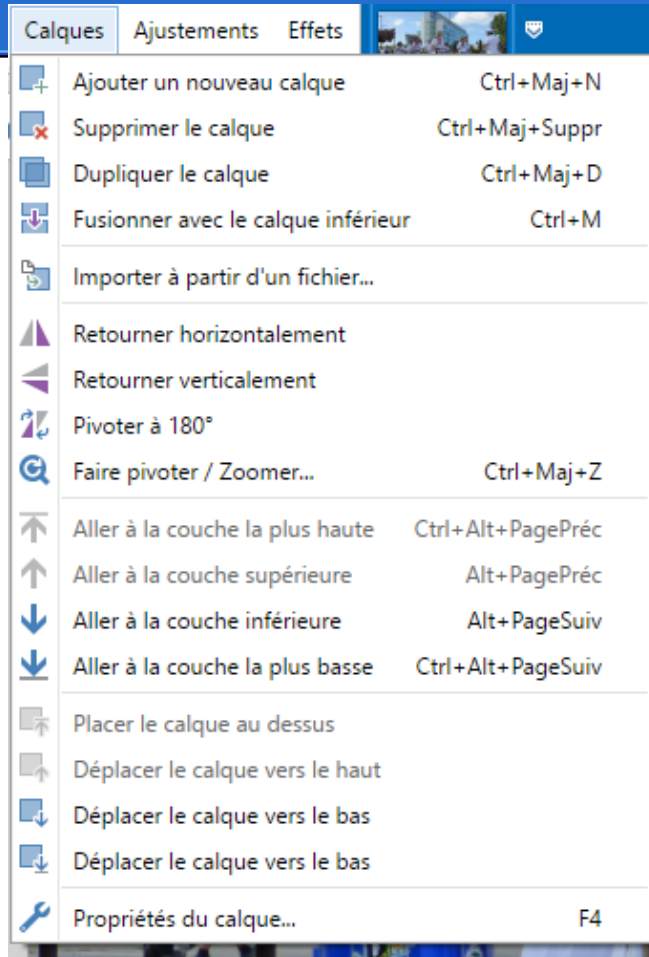 Calques Ajustements Effets
Ajouter un nouveau calque Ctrl+Maj+N
Supprimer le calque Ctrl+Maj+Suppr
Dupliquer le calque Ctrl+Maj+D
Fusionner avec le calque inférieur Ctrl+M
Importer à partir d'un fichier...
Retourner horizontalement
Retourner verticalement
Pivoter à 180°
Faire pivoter / Zoomer... Ctrl+Maj+Z
Aller à la couche la plus haute Ctrl+Alt+PagePréc
Aller à la couche supérieure Alt+PagePréc
Aller à la couche inférieure Alt+PageSuiv
Aller à la couche la plus basse Ctrl+Alt+PageSuiv
Placer le calque au dessus
Déplacer le calque vers le haut
Déplacer le calque vers le bas
Déplacer le calque vers le bas
Propriétés du calque... F4